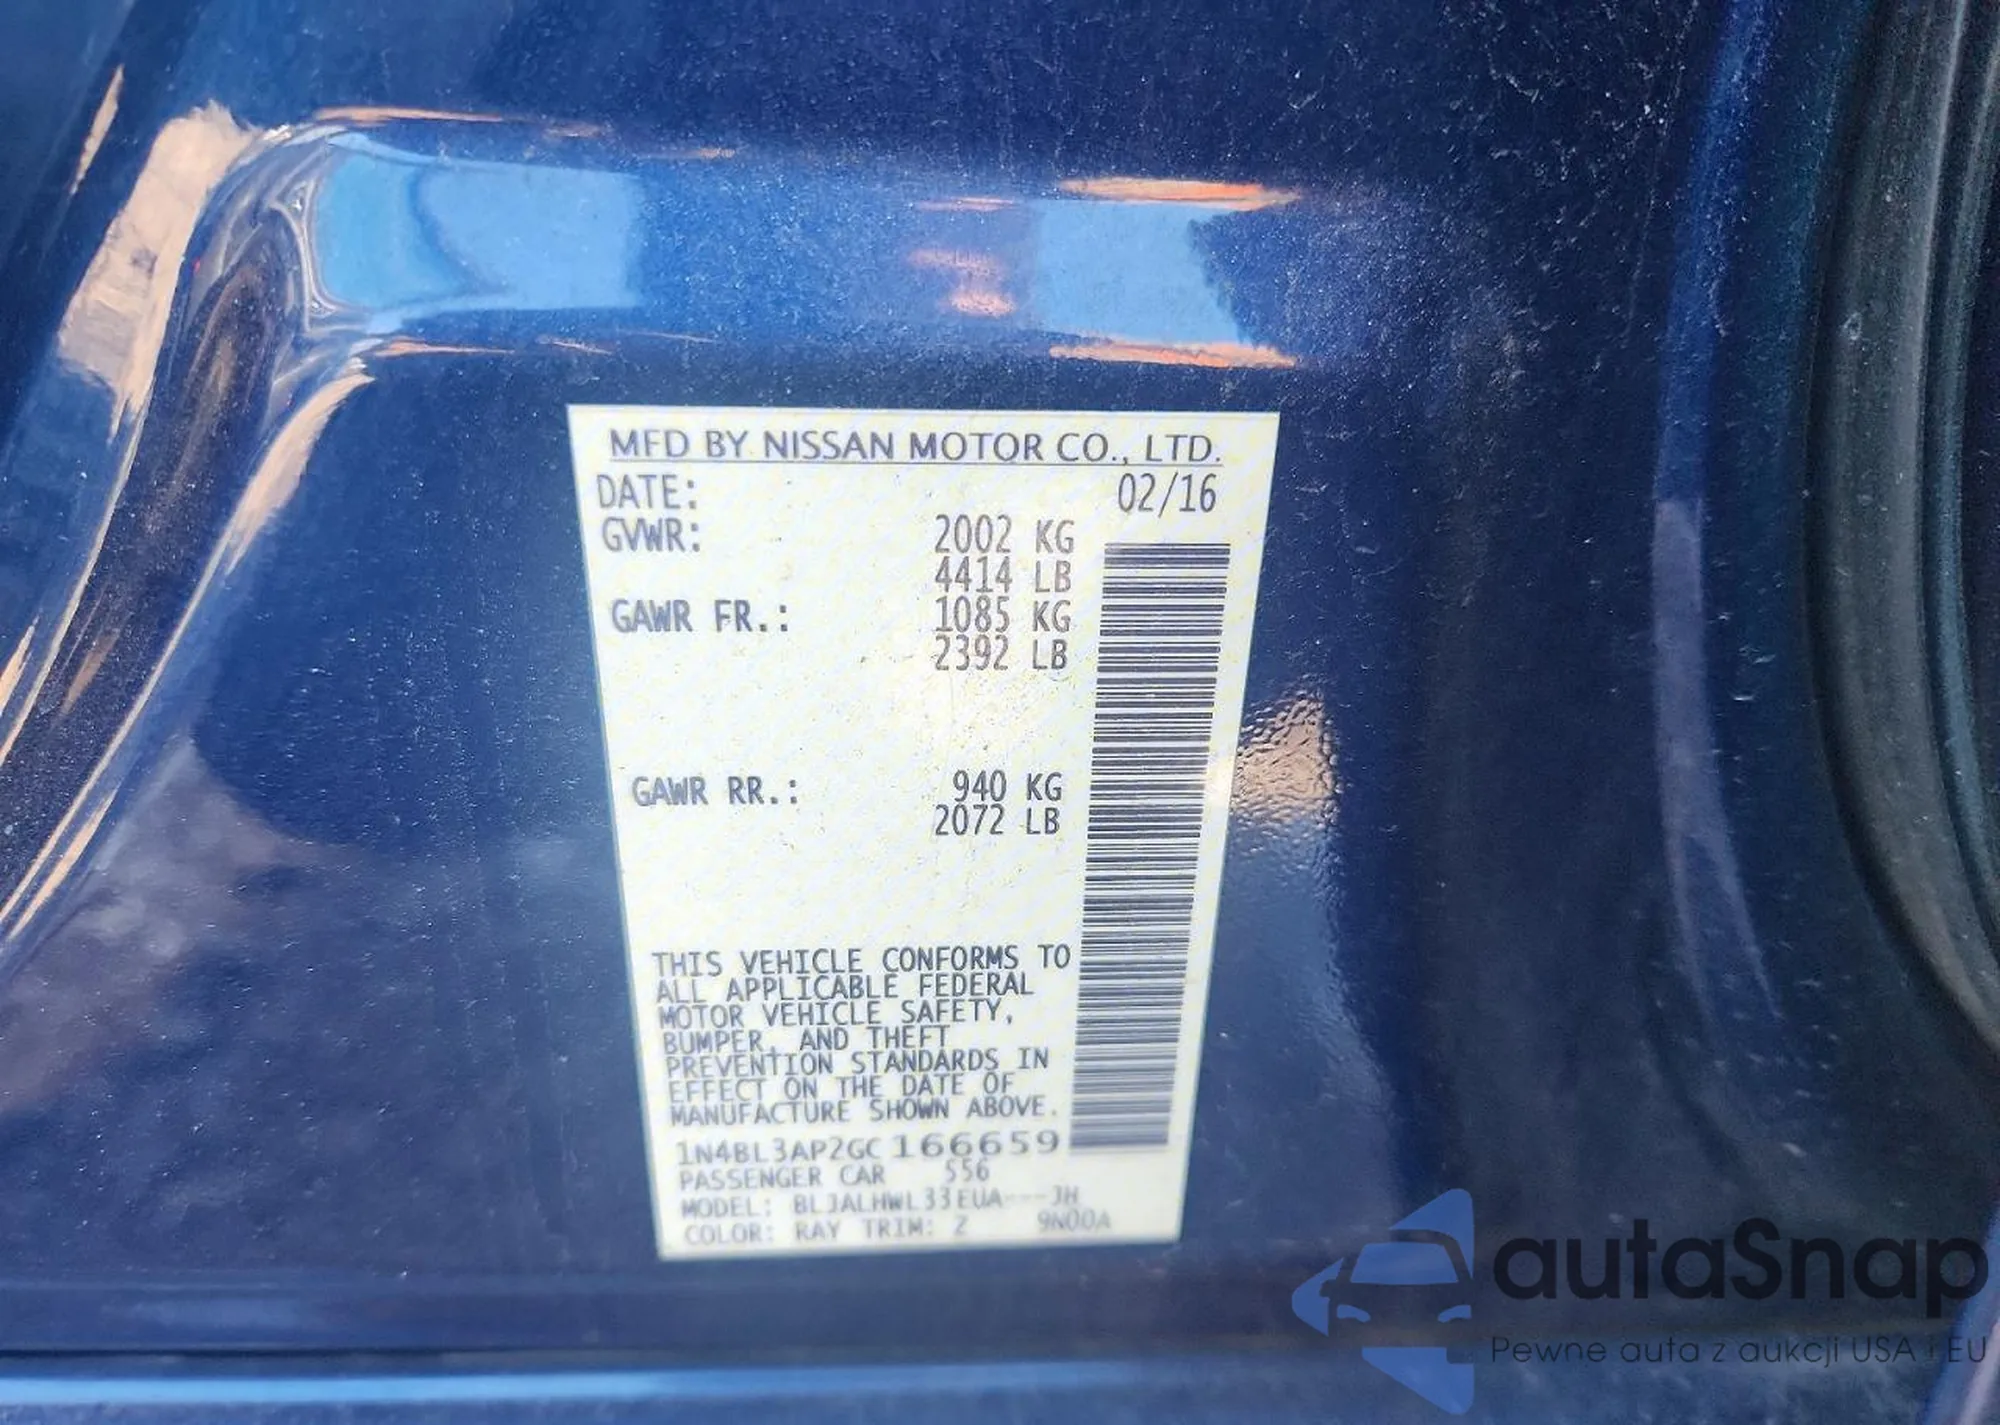 MFD BY NISSAN MOTOR CO., LTD.
DATE: 02/16
GVWR: 2002 KG
4414 LB
GAWR FR.: 1085 KG
2392 LB
GAWR RR.: 940 KG
2072 LB
THIS VEHICLE CONFORMS TO
ALL APPLICABLE FEDERAL
MOTOR VEHICLE SAFETY,
BUMPER, AND THEFT
PREVENTION STANDARDS IN
EFFECT ON THE DATE OF
MANUFACTURE SHOWN ABOVE.
1N4BL3AP2GC166659
PASSENGER CAR 556
MODEL: BLJALHWL33EUA---JH
COLOR: RAY TRIM: Z 9N00A
autaSnap
Pewne auta z aukcji USA i EU